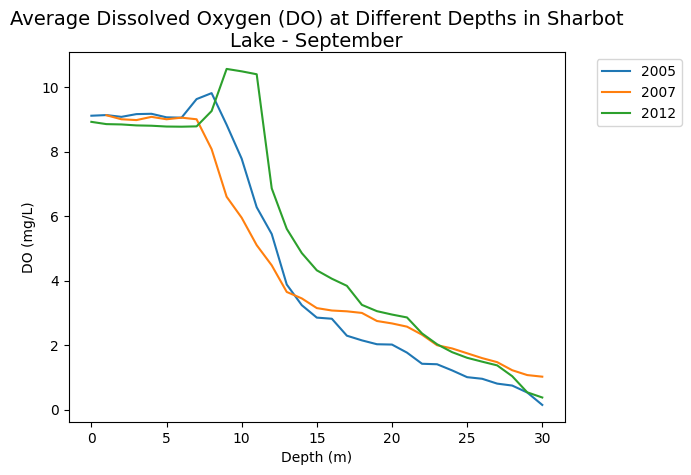 Average Dissolved Oxygen (DO) at Different Depths in Sharbot
Lake - September
2005
2007
2012
DO (mg/L)
10
8
6
4
2
0
0 5 10 15 20 25 30
Depth (m)